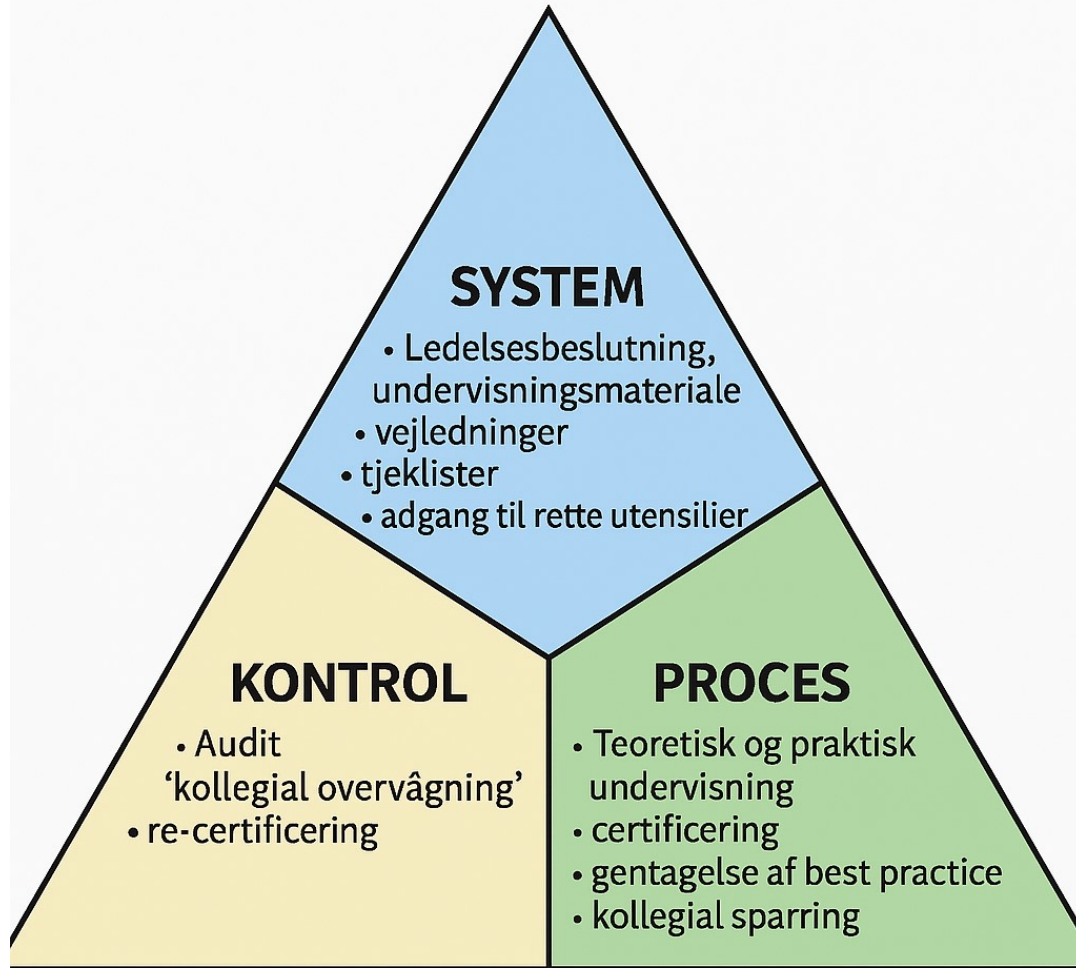 SYSTEM
• Ledelsesbeslutning,
undervisningsmateriale
• vejledninger
• tjeklister
• adgang til rette utensilier
KONTROL
• Audit
‘kollegial overvâgning’
• re-certificering
PROCES
• Teoretisk og praktisk
undervisning
• certificering
• gentagelse af best practice
• kollegial sparring